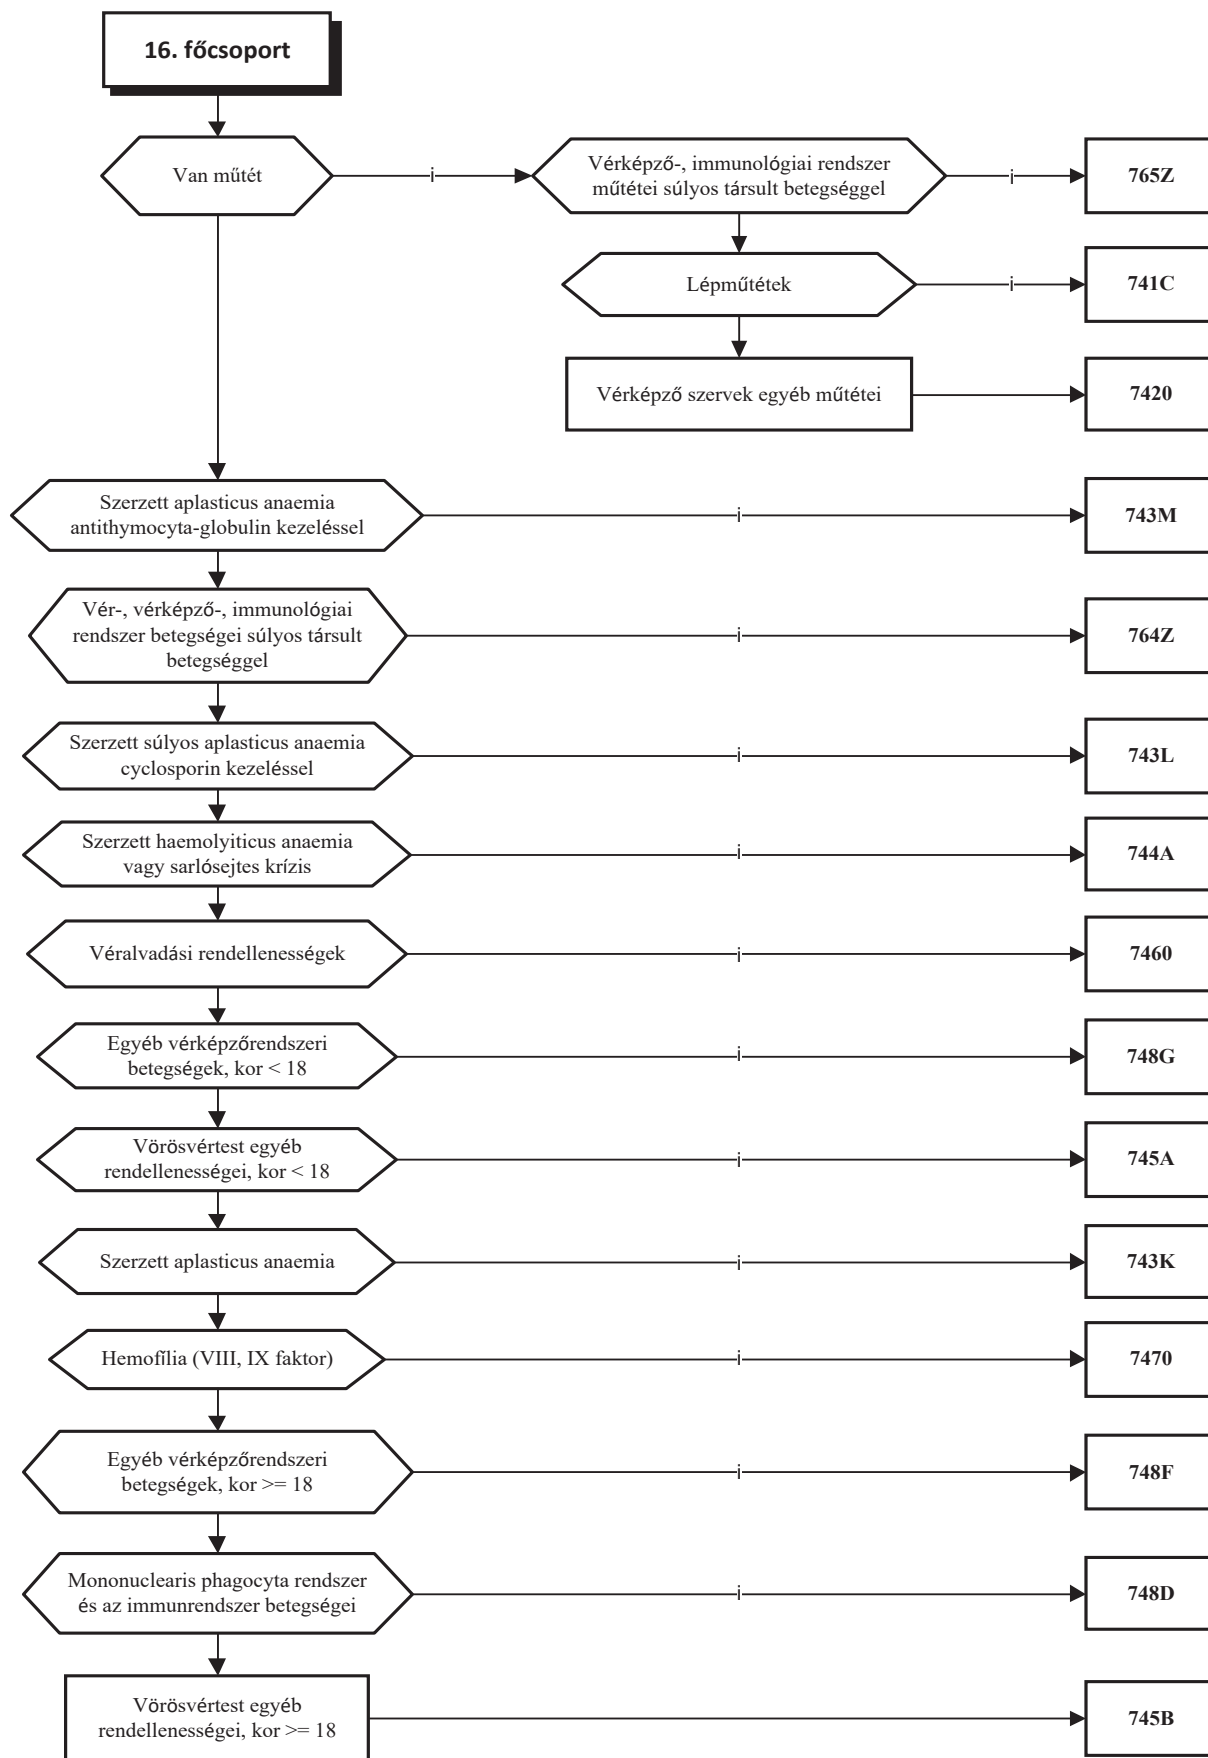 16. főcsoport
Van műtét
i
Vérképző-, immunológiai rendszer
műtétei súlyos társult betegséggel
i
765Z
Lépműtétek
i
741C
Vérképző szervek egyéb műtétei
7420
Szerzett aplasticus anaemia
antithymocyta-globulin kezeléssel
i
743M
Vér-, vérképző-, immunológiai
rendszer betegségei súlyos társult
betegséggel
i
764Z
Szerzett súlyos aplasticus anaemia
cyclosporin kezeléssel
i
743L
Szerzett haemolyiticus anaemia
vagy sarlósejtes krízis
i
744A
Véralvadási rendellenességek
i
7460
Egyéb vérképzőrendszeri
betegségek, kor < 18
i
748G
Vörösvértest egyéb
rendellenességei, kor < 18
i
745A
Szerzett aplasticus anaemia
i
743K
Hemofília (VIII, IX faktor)
i
7470
Egyéb vérképzőrendszeri
betegségek, kor >= 18
i
748F
Mononuclearis phagocyta rendszer
és az immunrendszer betegségei
i
748D
Vörösvértest egyéb
rendellenességei, kor >= 18
745B